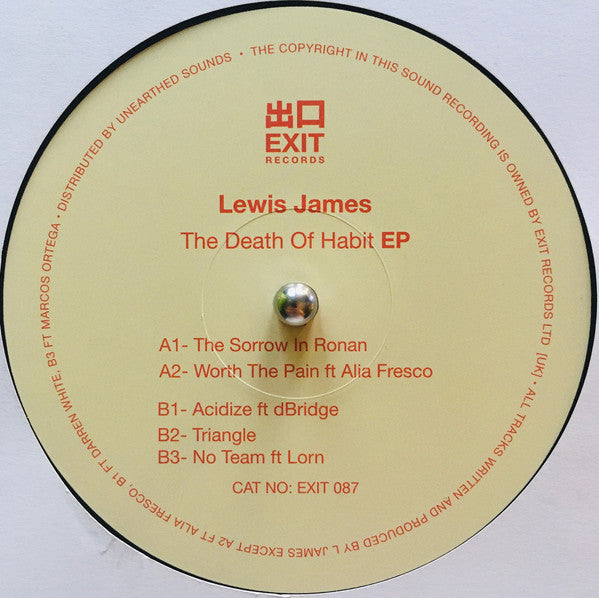 出口
EXIT
RECORDS
Lewis James
The Death Of Habit EP
A1- The Sorrow In Ronan
A2- Worth The Pain ft Alia Fresco
B1- Acidize ft dBridge
B2- Triangle
B3- No Team ft Lorn
CAT NO: EXIT 087
THE COPYRIGHT IN THIS SOUND RECORDING IS OWNED BY EXIT RECORDS LTD [UK] • ALL TRACKS WRITTEN AND PRODUCED BY L JAMES EXCEPT A2 FT ALIA FRESCO, B1 FT DARREN WHITE, B3 FT MARCOS ORTEGA • DISTRIBUTED BY UNEARTHED SOUNDS •